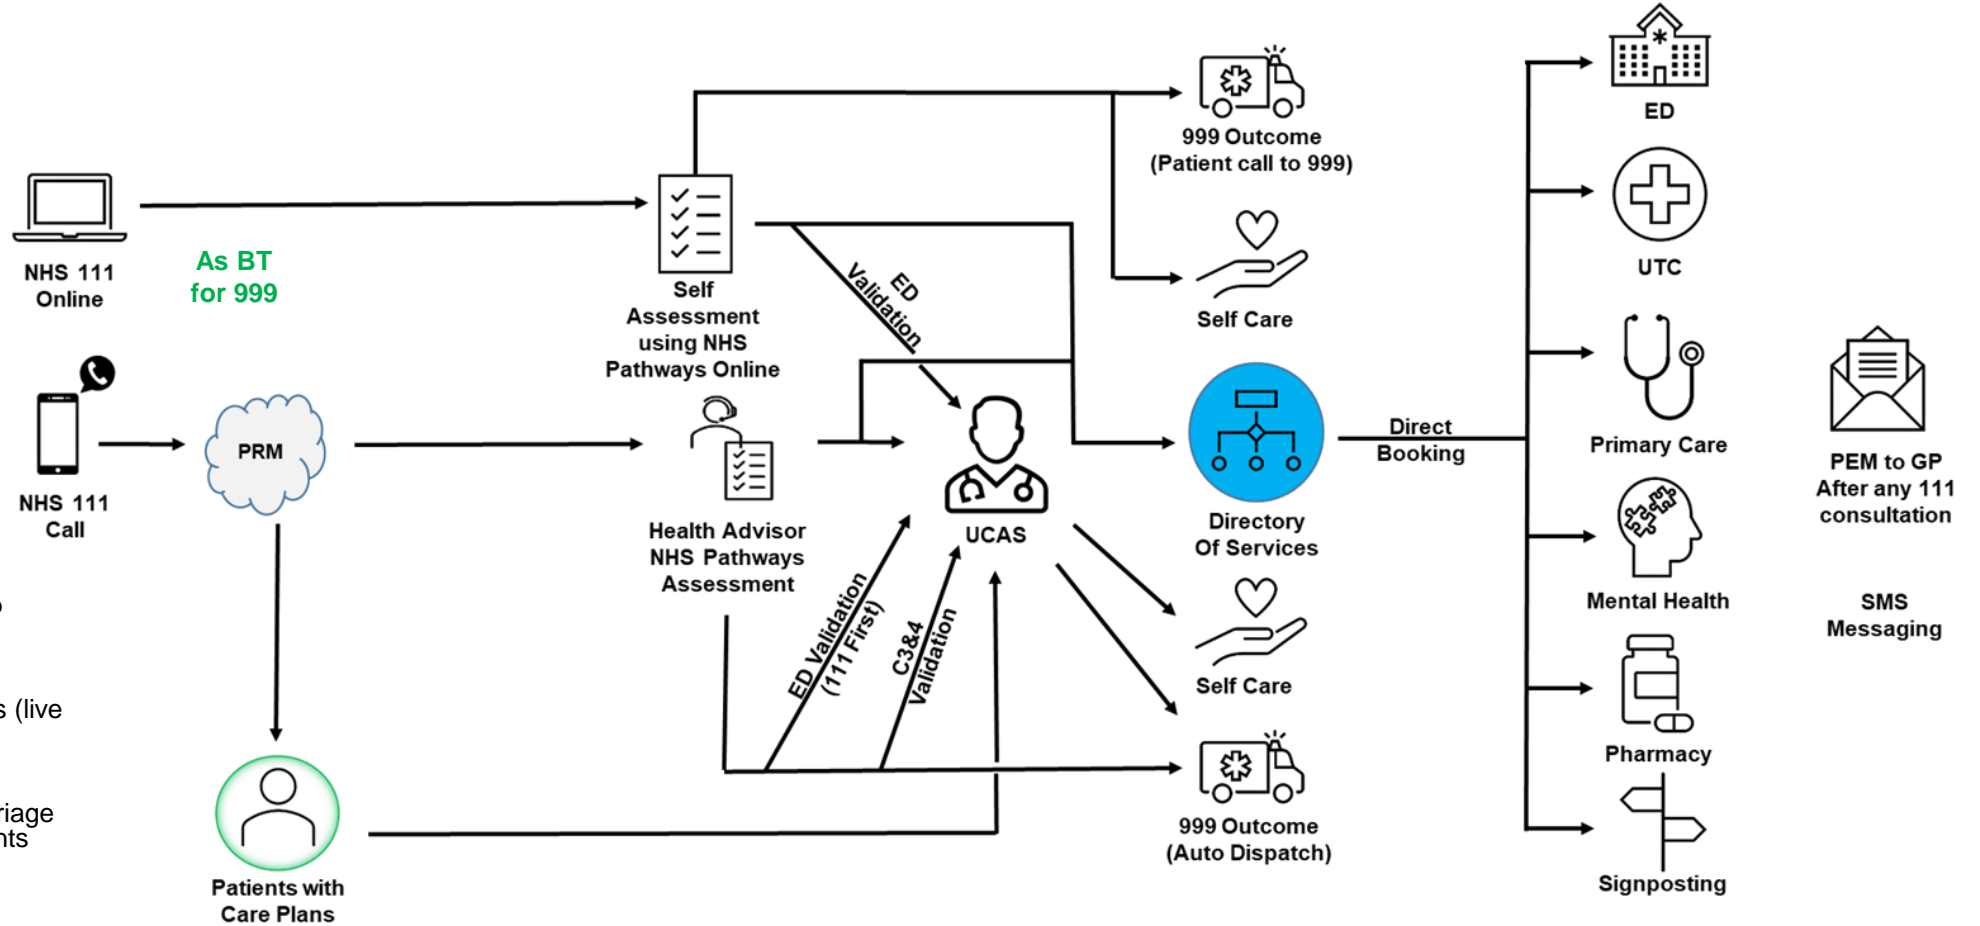 NHS 111
Online
As BT
for 999
NHS 111
Call
PRM
Patients with
Care Plans
s (live
riage
nts
Self
Assessment
using NHS
Pathways Online
Health Advisor
NHS Pathways
Assessment
ED
Validation
ED Validation
(111 First)
C3&4
Validation
UCAS
999 Outcome
(Patient call to 999)
Self Care
Directory
Of Services
Self Care
999 Outcome
(Auto Dispatch)
Direct
Booking
ED
UTC
Primary Care
Mental Health
Pharmacy
Signposting
PEM to GP
After any 111
consultation
SMS
Messaging